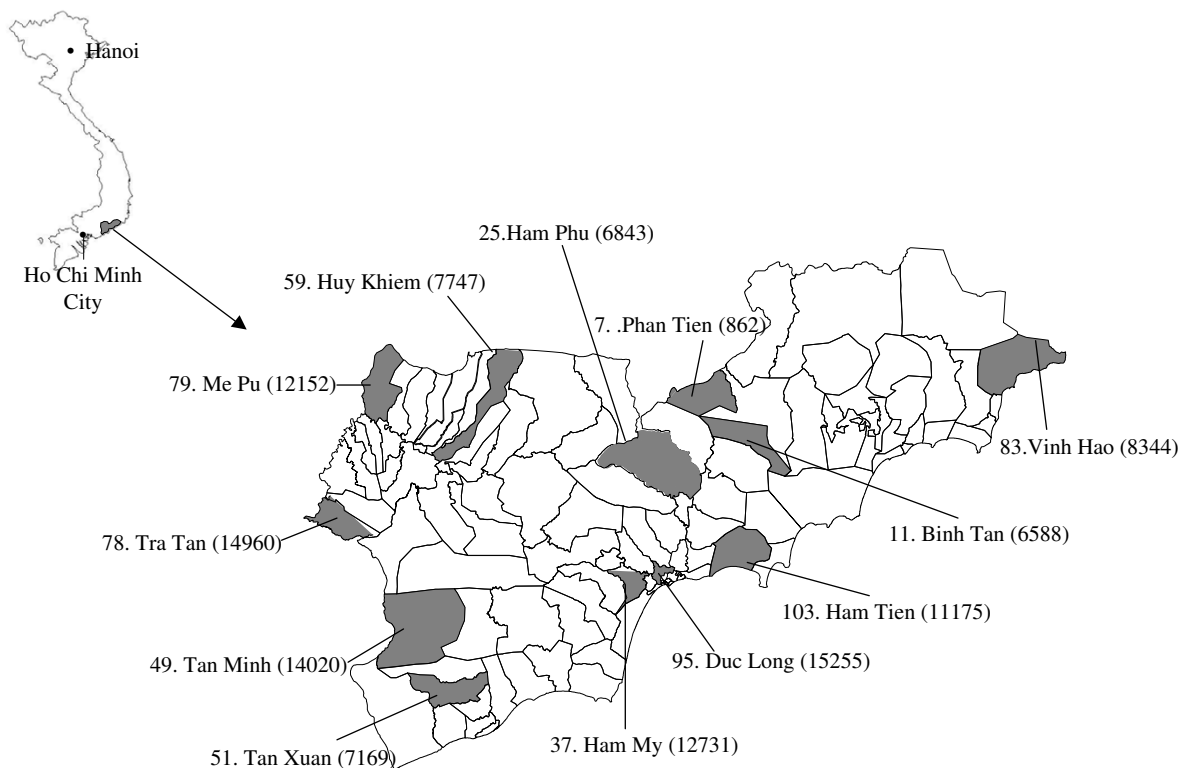 Hanoi
Ho Chi Minh
City
25.Ham Phu (6843)
59. Huy Khiem (7747)
7. .Phan Tien (862)
79. Me Pu (12152)
83.Vinh Hao (8344)
11. Binh Tan (6588)
78. Tra Tan (14960)
103. Ham Tien (11175)
49. Tan Minh (14020)
95. Duc Long (15255)
37. Ham My (12731)
51. Tan Xuan (7169)